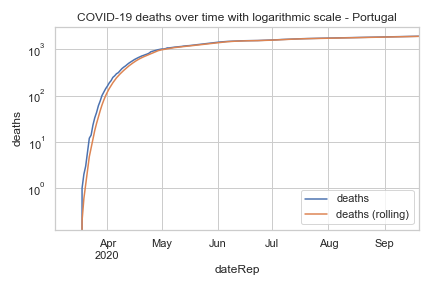 COVID-19 deaths over time with logarithmic scale - Portugal
deaths
10³
10²
10¹
10⁰
deaths
deaths (rolling)
Apr May Jun Jul Aug Sep
2020
dateRep